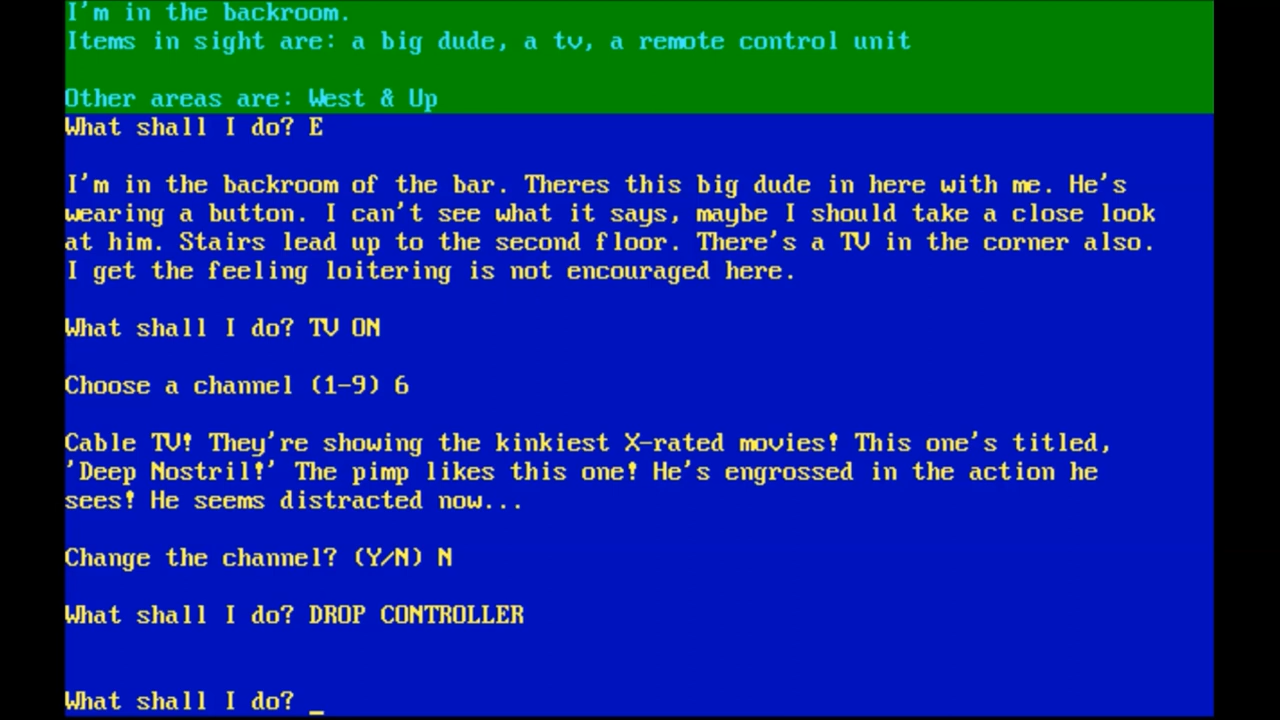 I'm in the backroom.
Items in sight are: a big dude, a tv, a remote control unit
Other areas are: West & Up
What shall I do? E
I'm in the backroom of the bar. Theres this big dude in here with me. He's
wearing a button. I can't see what it says, maybe I should take a close look
at him. Stairs lead up to the second floor. There's a TV in the corner also.
I get the feeling loitering is not encouraged here.
What shall I do? TV ON
Choose a channel (1-9) 6
Cable TV! They're showing the kinkiest X-rated movies! This one's titled,
'Deep Nostril!' The pimp likes this one! He's engrossed in the action he
sees! He seems distracted now...
Change the channel? (Y/N) N
What shall I do? DROP CONTROLLER
What shall I do? _